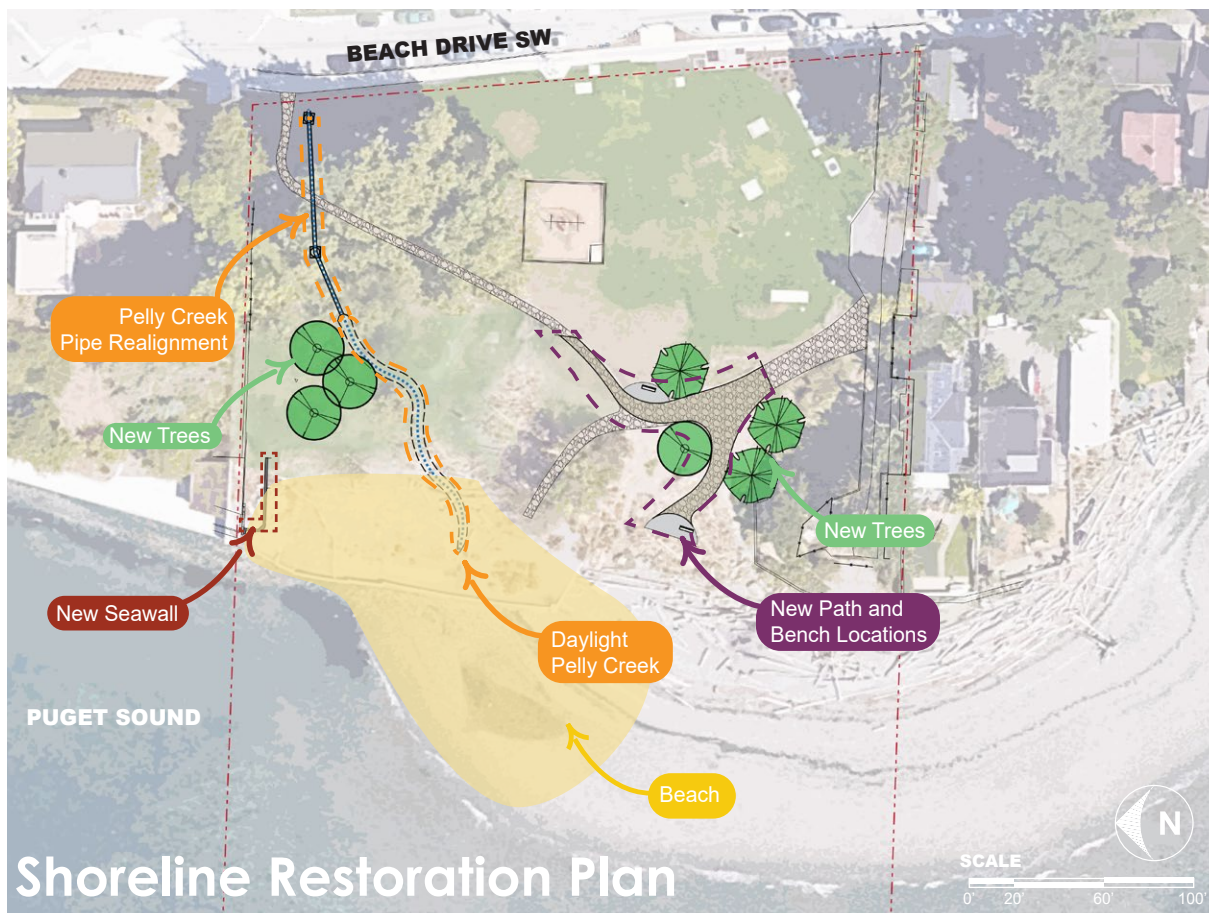 BEACH DRIVE SW
Pelly Creek
Pipe Realignment
New Trees
New Trees
New Seawall
New Path and
Bench Locations
Daylight
Pelly Creek
PUGET SOUND
Beach
N
Shoreline Restoration Plan
SCALE
0' 20' 60' 100'